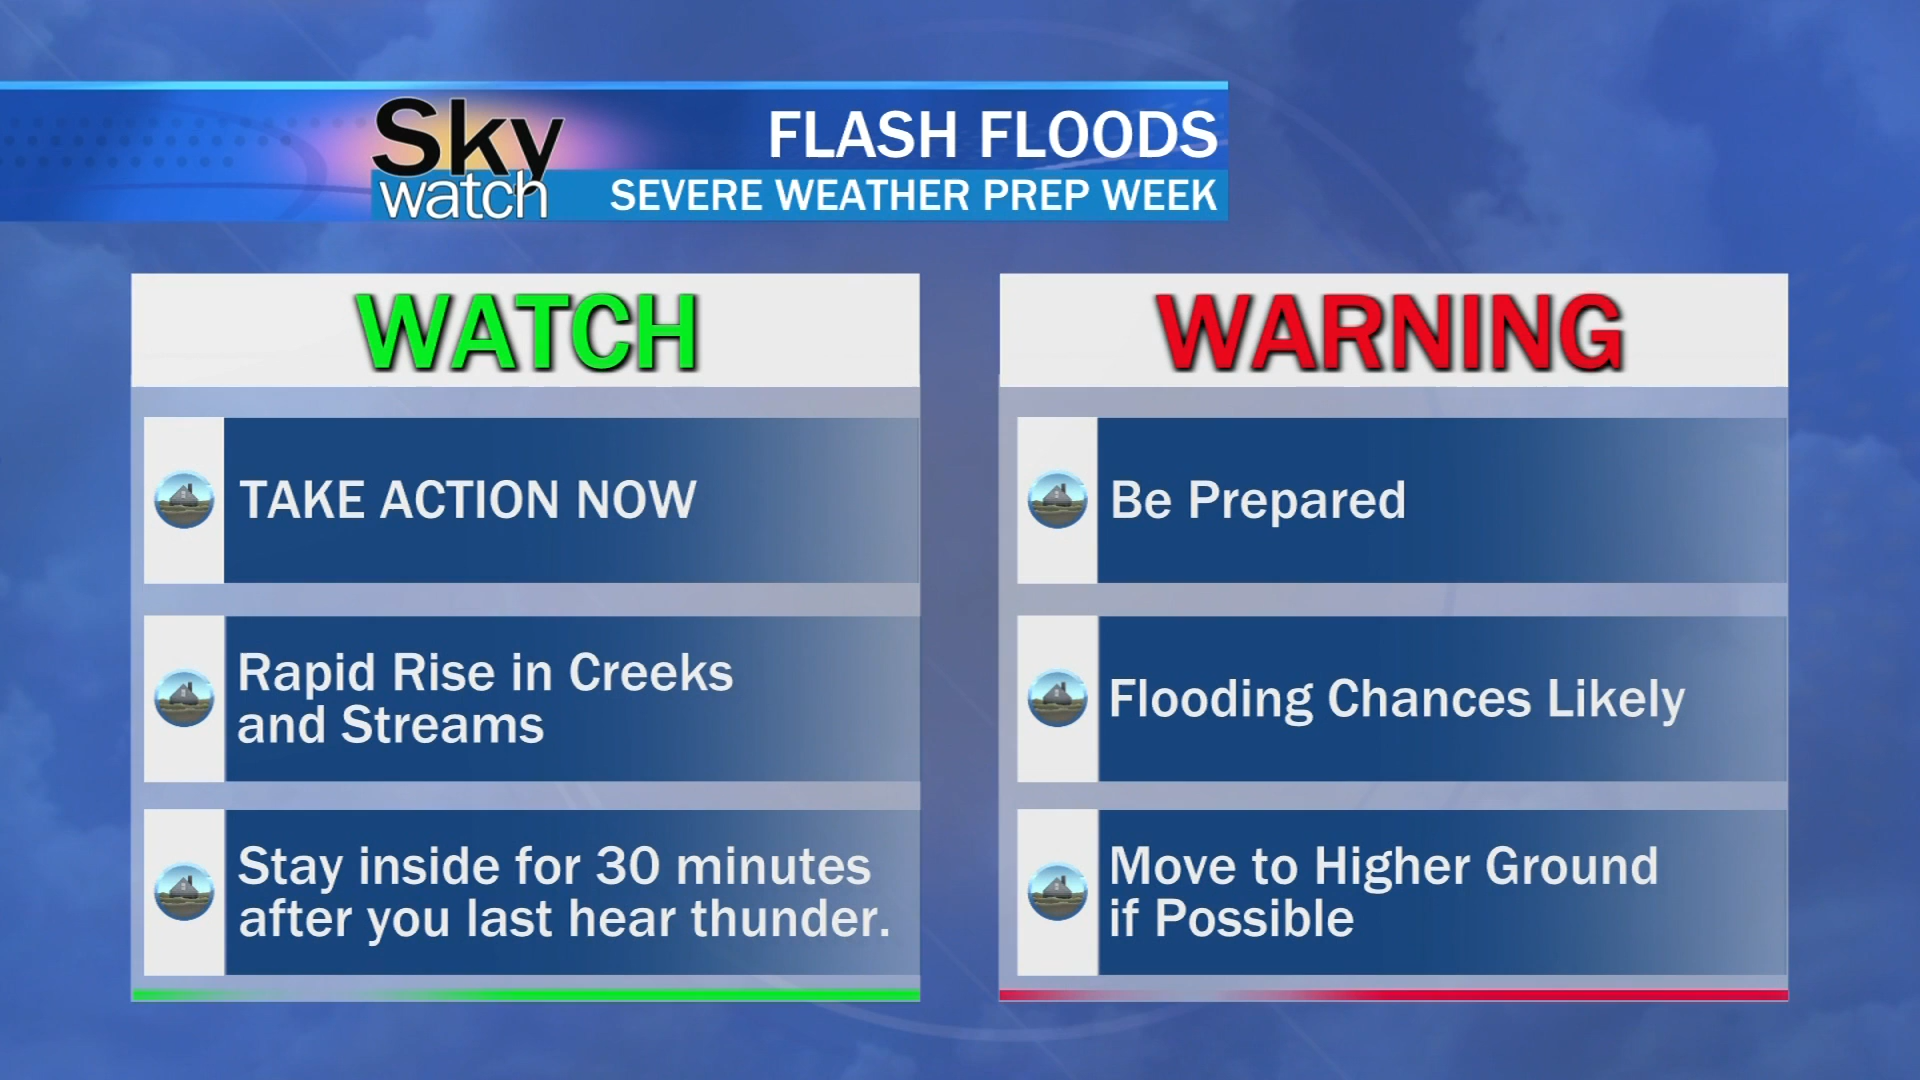 Sky
watch
FLASH FLOODS
SEVERE WEATHER PREP WEEK
WATCH
TAKE ACTION NOW
Rapid Rise in Creeks
and Streams
Stay inside for 30 minutes
after you last hear thunder.
WARNING
Be Prepared
Flooding Chances Likely
Move to Higher Ground
if Possible